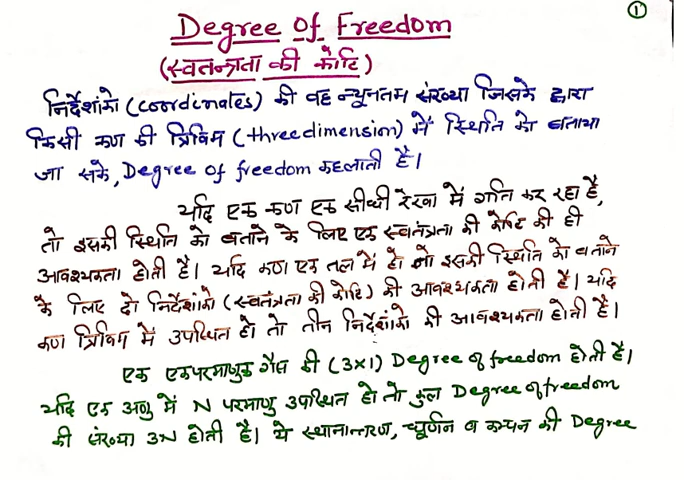 1
Degree of Freedom
(स्वतन्त्रता की कोटि)
निर्देशांको (coordinates) की वह न्यूनतम संख्या जिसके द्वारा
किसी कण की त्रिविम (three dimension) में स्थिति को बताया
जा सके, Degree of freedom कहलाती है।
यदि एक कण एक सीधी रेखा में गति कर रहा है,
तो इसकी स्थिति को बताने के लिए एक स्वतंत्रता की कोटि की ही
आवश्यकता होती है। यदि कण एक तल में हो तो इसकी स्थिति को बताने
के लिए दो निर्देशांको (स्वतंत्रता की कोटि) की आवश्यकता होती है। यदि
कण त्रिविम में उपस्थित हो तो तीन निर्देशांको की आवश्यकता होती है।
एक एकपरमाणुक गैस की (3×1) Degree of freedom होती है।
यदि एक अणु में N परमाणु उपस्थित हो तो कुल Degree of freedom
की संख्या 3N होती है। ये स्थानान्तरण, घूर्णन व कम्पन की Degree